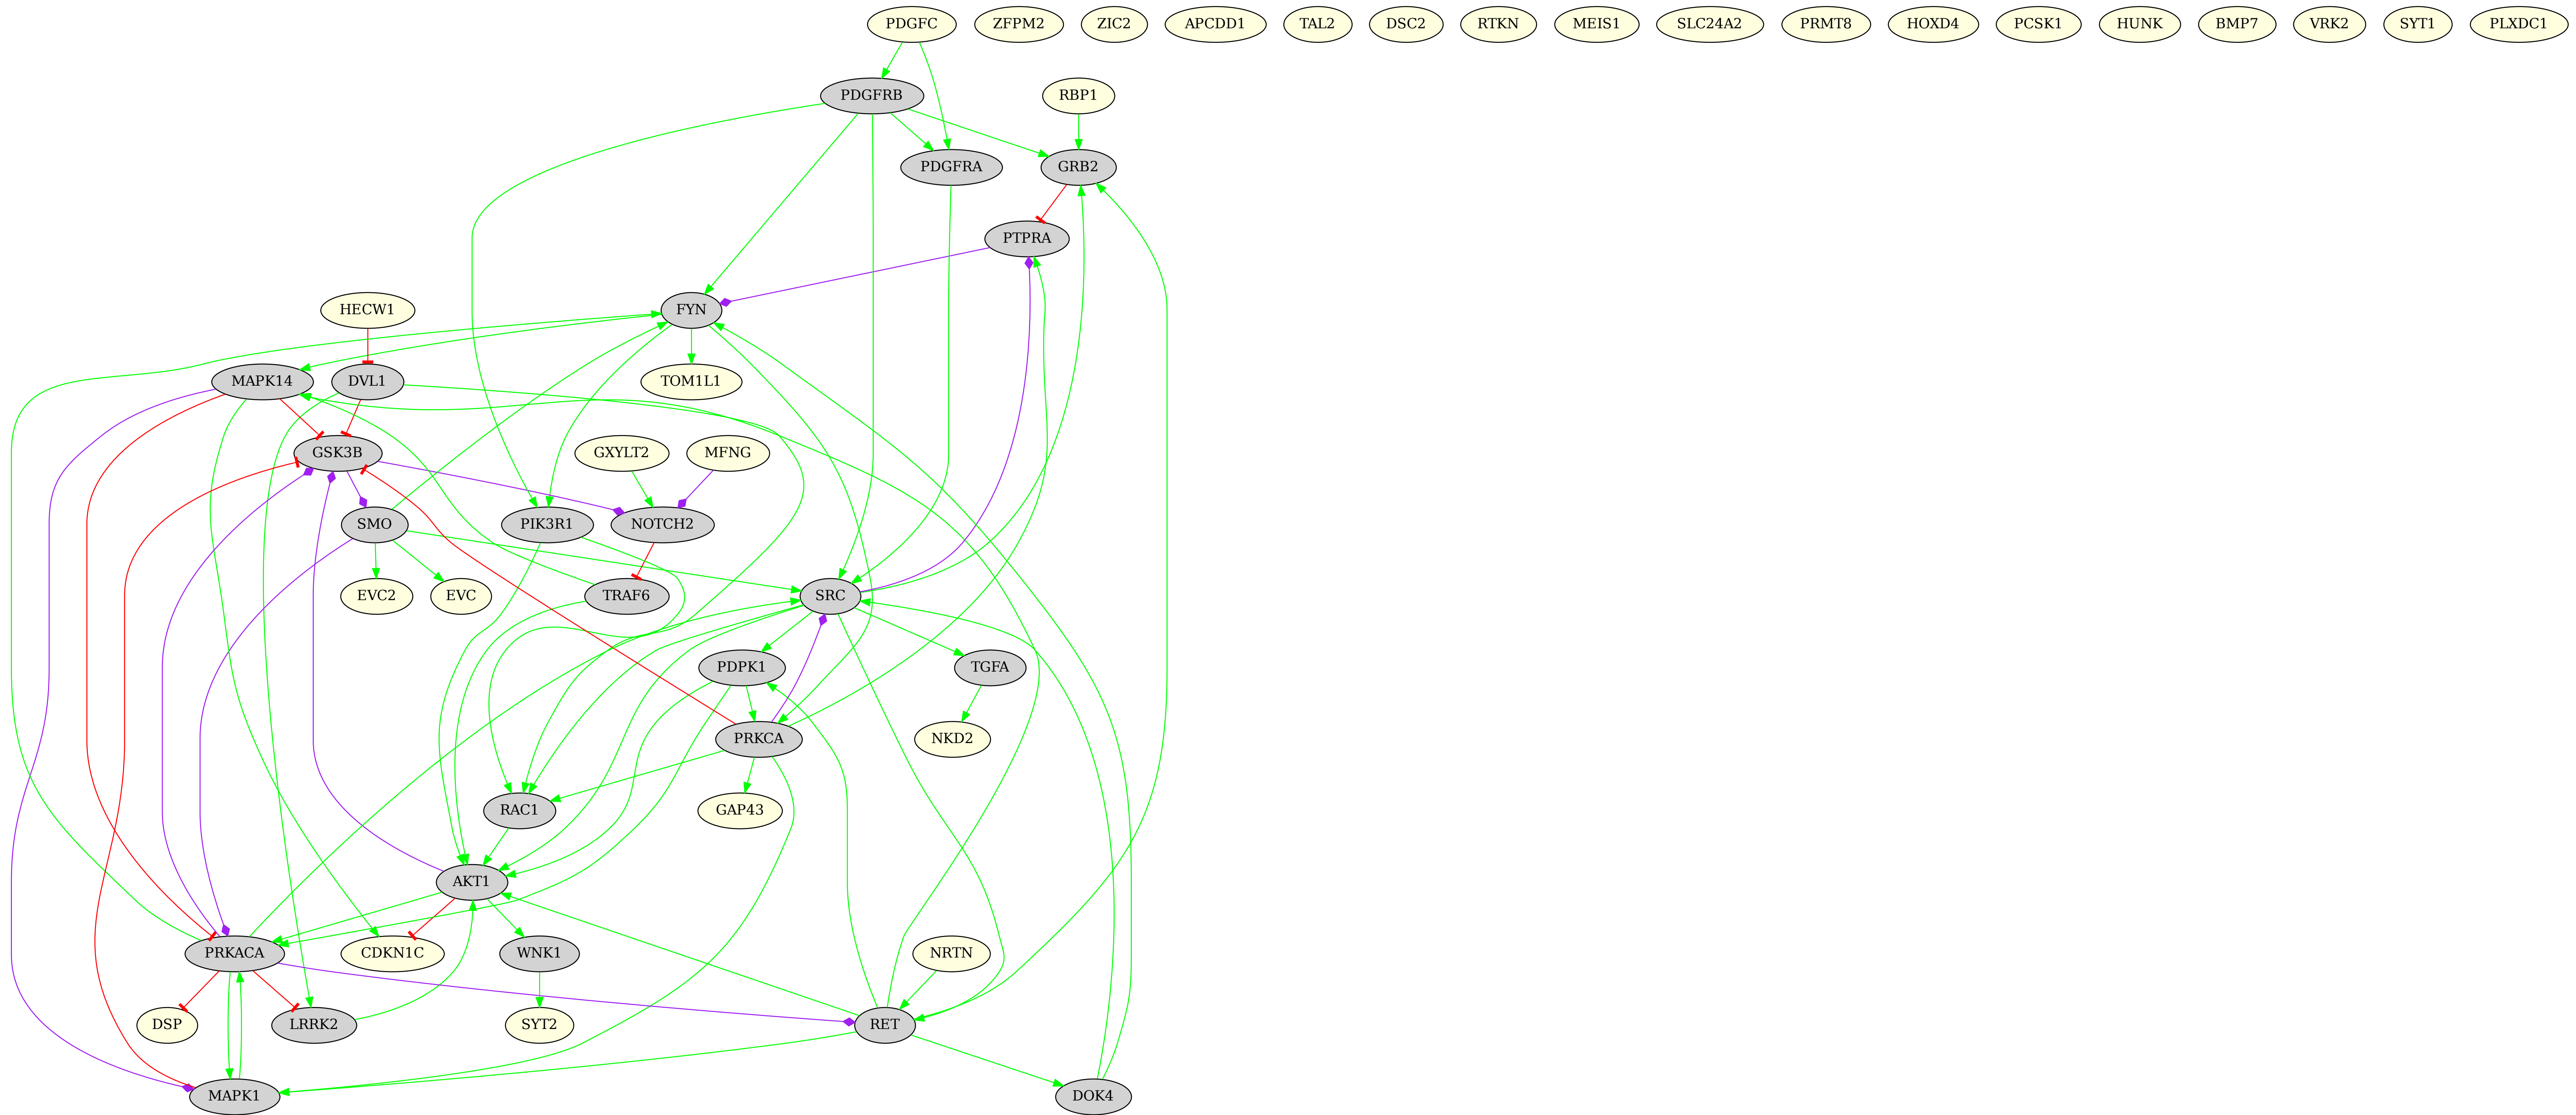 PDGFC ZFPM2 ZIC2 APCDD1 TAL2 DSC2 RTKN MEIS1 SLC24A2 PRMT8 HOXD4 PCSK1 HUNK BMP7 VRK2 SYT1 PLXDC1
PDGFRB RBP1
PDGFRA GRB2
PTPRA
HECW1 FYN
MAPK14 DVL1 TOM1L1
GSK3B GXYLT2 MFNG
SMO PIK3R1 NOTCH2
EVC2 EVC TRAF6 SRC
PDPK1 TGFA
PRKCA NKD2
RAC1 GAP43
AKT1
PRKACA CDKN1C WNK1 NRTN
DSP LRRK2 SYT2 RET
MAPK1 DOK4